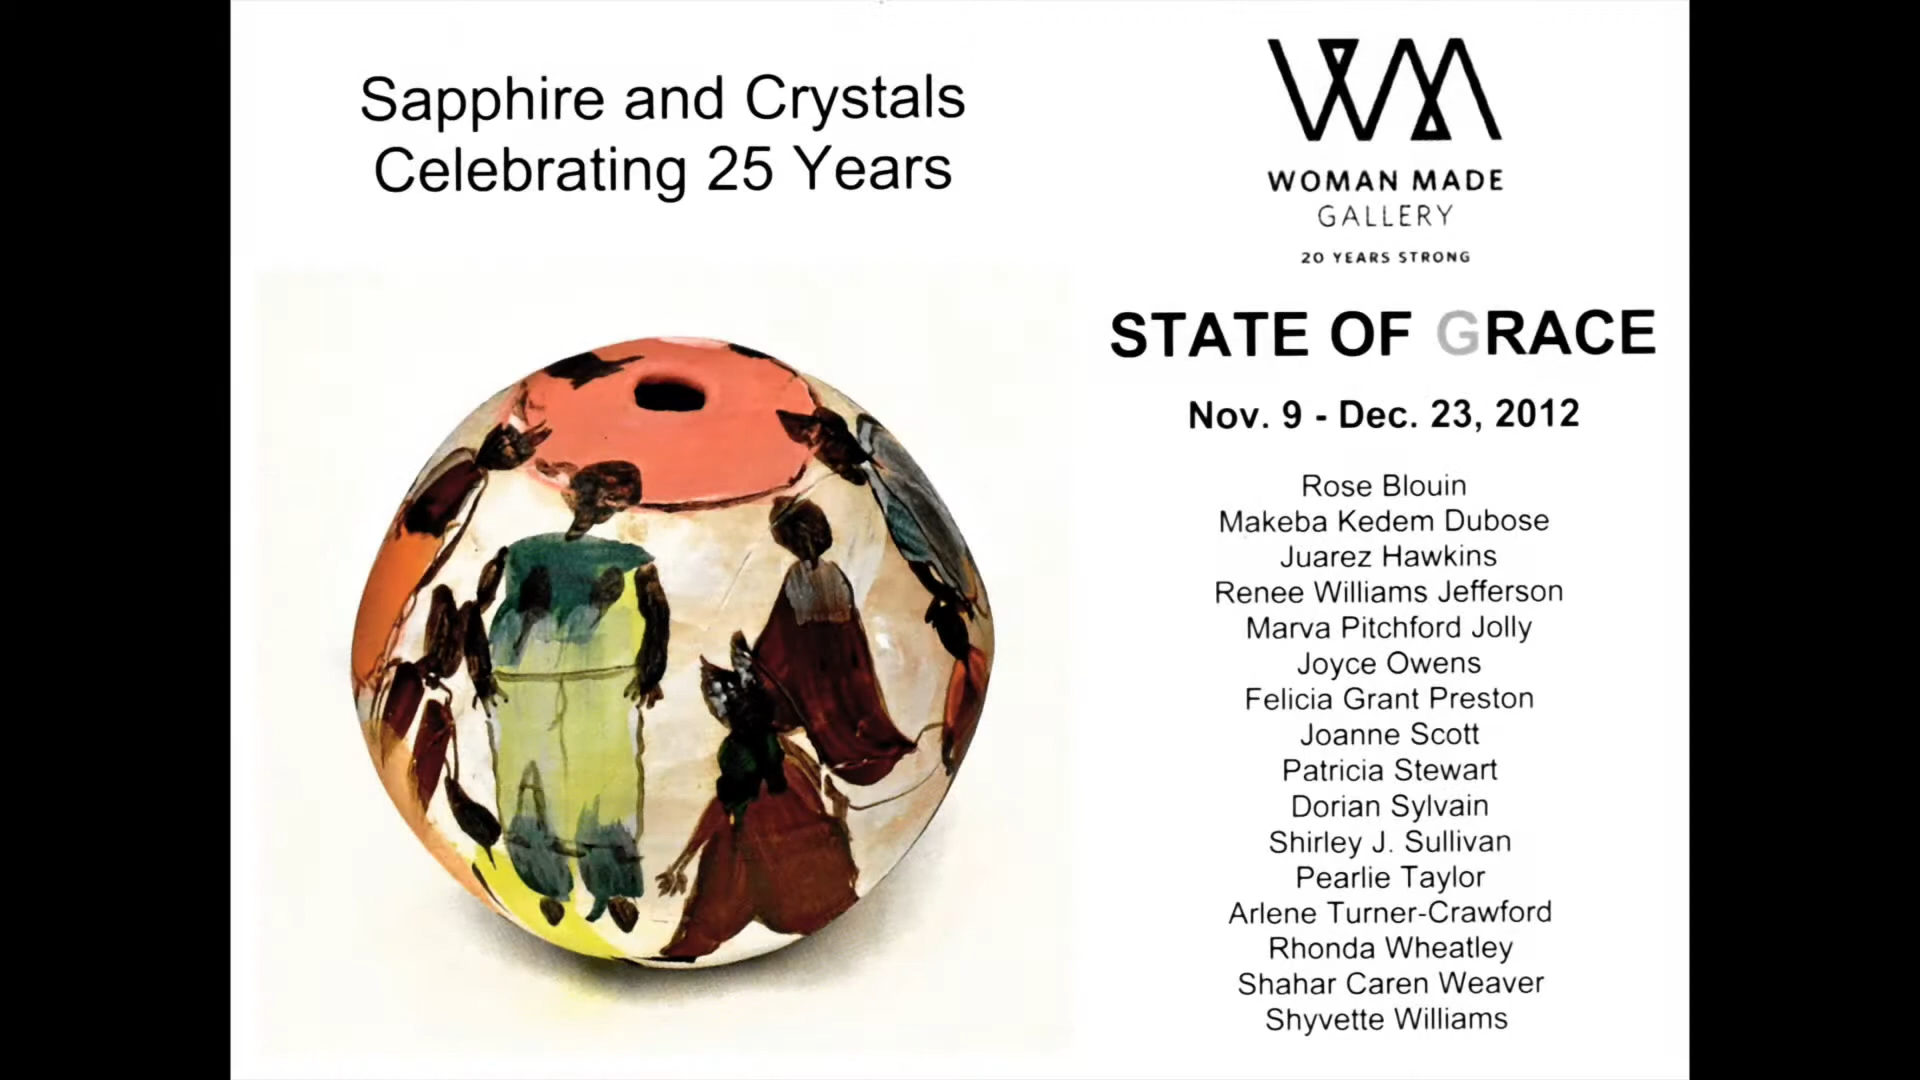 Sapphire and Crystals
Celebrating 25 Years
WM
WOMAN MADE
GALLERY
20 YEARS STRONG
STATE OF GRACE
Nov. 9 - Dec. 23, 2012
Rose Blouin
Makeba Kedem Dubose
Juarez Hawkins
Renee Williams Jefferson
Marva Pitchford Jolly
Joyce Owens
Felicia Grant Preston
Joanne Scott
Patricia Stewart
Dorian Sylvain
Shirley J. Sullivan
Pearlie Taylor
Arlene Turner-Crawford
Rhonda Wheatley
Shahar Caren Weaver
Shyvette Williams